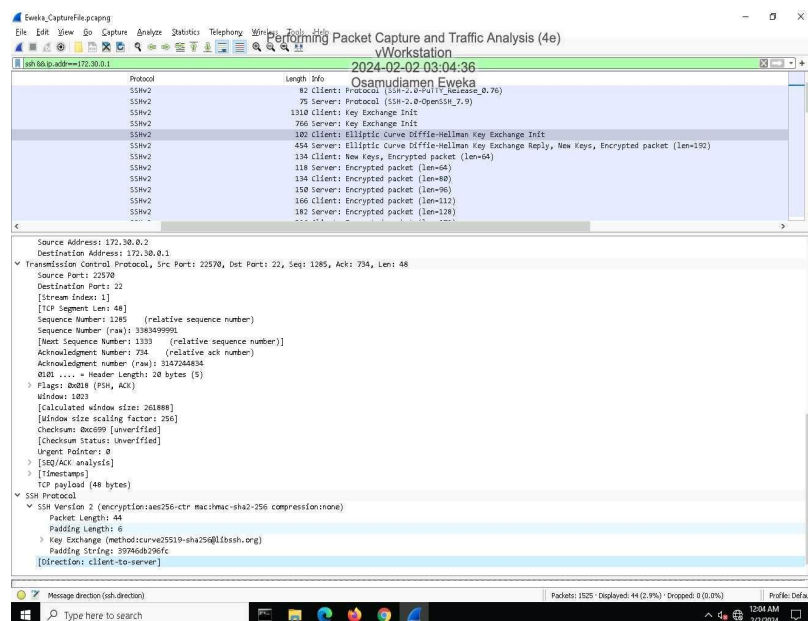 Eweka_CaptureFile.pcapng
File Edit View Go Capture Analyze Statistics Telephony Wireless Tools Help
Performing Packet Capture and Traffic Analysis (4e)
vWorkstation
2024-02-02 03:04:36
Osamudiamen Eweka
ssh && ip.addr==172.30.0.1
Protocol Length Info
SSHv2 82 Client: Protocol (SSH-2.0-PuTTY_Release_0.76)
SSHv2 75 Server: Protocol (SSH-2.0-OpenSSH_7.9)
SSHv2 1310 Client: Key Exchange Init
SSHv2 766 Server: Key Exchange Init
SSHv2 102 Client: Elliptic Curve Diffie-Hellman Key Exchange Init
SSHv2 454 Server: Elliptic Curve Diffie-Hellman Key Exchange Reply, New Keys, Encrypted packet (len=192)
SSHv2 134 Client: New Keys, Encrypted packet (len=64)
SSHv2 118 Server: Encrypted packet (len=64)
SSHv2 134 Client: Encrypted packet (len=80)
SSHv2 150 Server: Encrypted packet (len=96)
SSHv2 166 Client: Encrypted packet (len=112)
SSHv2 182 Server: Encrypted packet (len=128)
Source Address: 172.30.0.2
Destination Address: 172.30.0.1
Transmission Control Protocol, Src Port: 22570, Dst Port: 22, Seq: 1285, Ack: 734, Len: 48
Source Port: 22570
Destination Port: 22
[Stream index: 1]
[TCP Segment Len: 48]
Sequence Number: 1285 (relative sequence number)
Sequence Number (raw): 3383499991
[Next Sequence Number: 1333 (relative sequence number)]
Acknowledgment Number: 734 (relative ack number)
Acknowledgment number (raw): 3147244834
0101 .... = Header Length: 20 bytes (5)
Flags: 0x018 (PSH, ACK)
Window: 1023
[Calculated window size: 261888]
[Window size scaling factor: 256]
Checksum: 0xc699 [unverified]
[Checksum Status: Unverified]
Urgent Pointer: 0
[SEQ/ACK analysis]
[Timestamps]
TCP payload (48 bytes)
SSH Protocol
SSH Version 2 (encryption:aes256-ctr mac:hmac-sha2-256 compression:none)
Packet Length: 44
Padding Length: 6
Key Exchange (method:curve25519-sha256@libssh.org)
Padding String: 39746db296fc
[Direction: client-to-server]
Message direction (ssh.direction) Packets: 1525 · Displayed: 44 (2.9%) · Dropped: 0 (0.0%) Profile: Defau
Type here to search 12:04 AM
2/2/2024